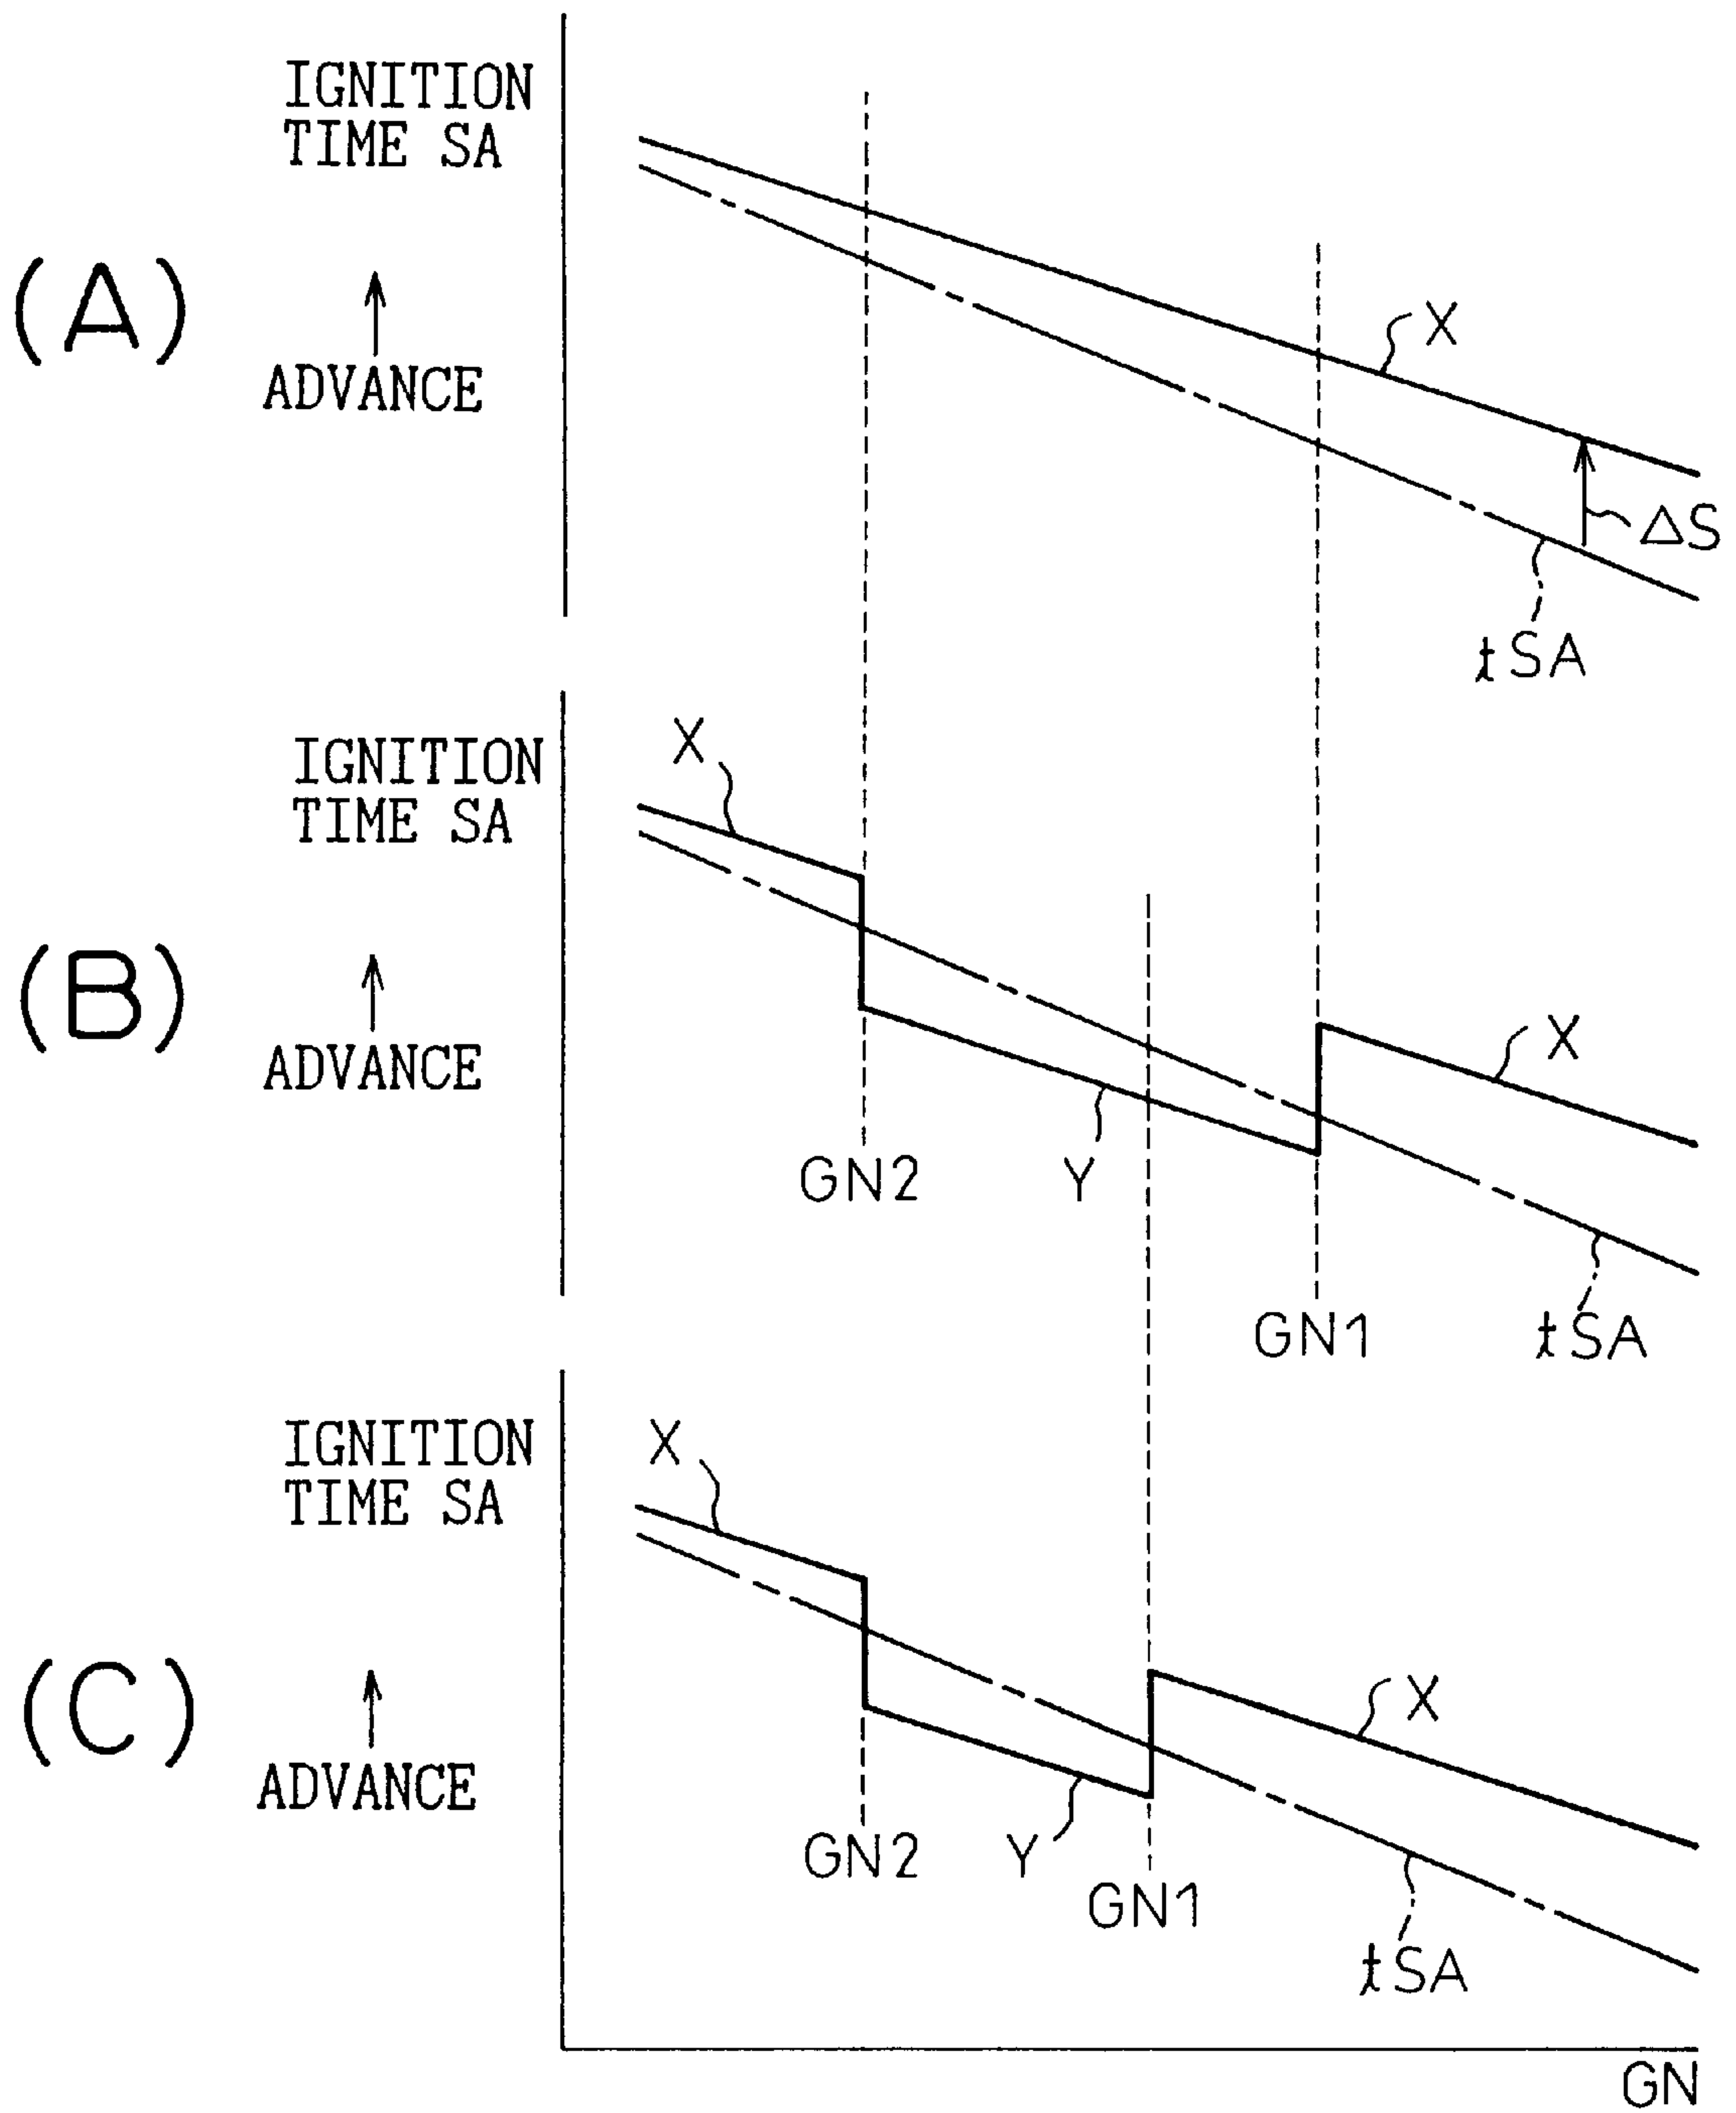 IGNITION
TIME SA
(A)
ADVANCE
X
ΔS
tSA
IGNITION
TIME SA
X
(B)
ADVANCE
X
Y
GN2
GN1
tSA
IGNITION
TIME SA
X
(C)
ADVANCE
X
GN2
Y
GN1
tSA
GN